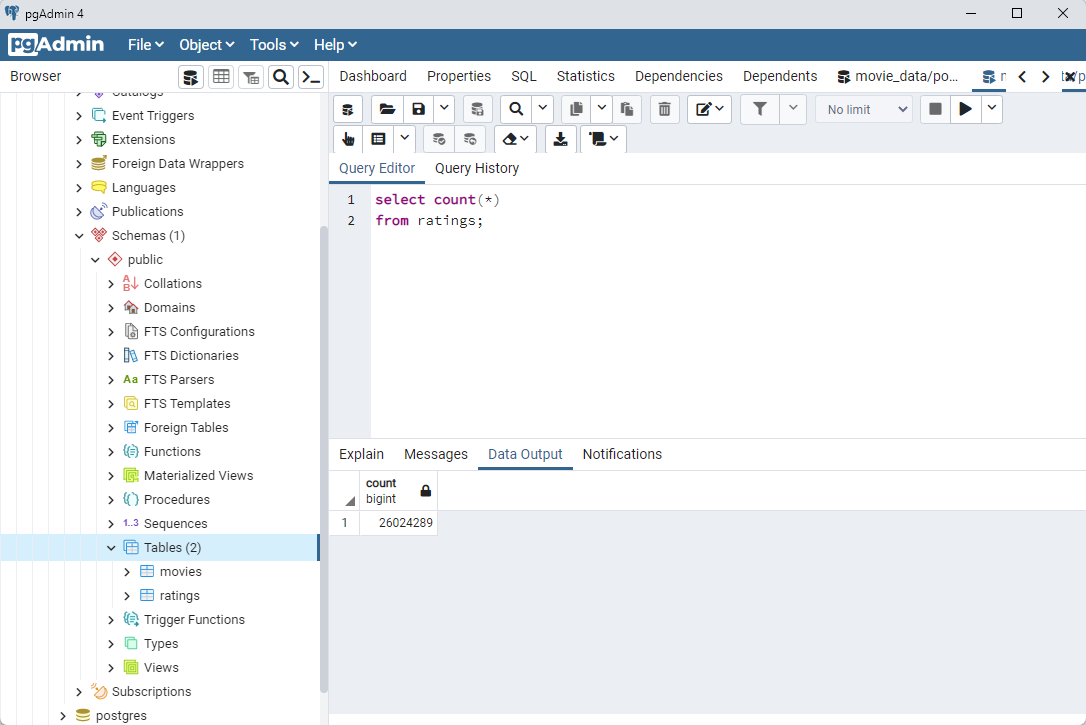 pgAdmin 4
pgAdmin File Object Tools Help
Browser
Dashboard Properties SQL Statistics Dependencies Dependents movie_data/po...
Catalogs
Event Triggers
Extensions
Foreign Data Wrappers
Languages
Publications
Schemas (1)
public
Collations
Domains
FTS Configurations
FTS Dictionaries
Aa FTS Parsers
FTS Templates
Foreign Tables
Functions
Materialized Views
Procedures
1..3 Sequences
Tables (2)
movies
ratings
Trigger Functions
Types
Views
Subscriptions
postgres
No limit
Query Editor Query History
1 select count(*)
2 from ratings;
Explain Messages Data Output Notifications
count
bigint
1 26024289